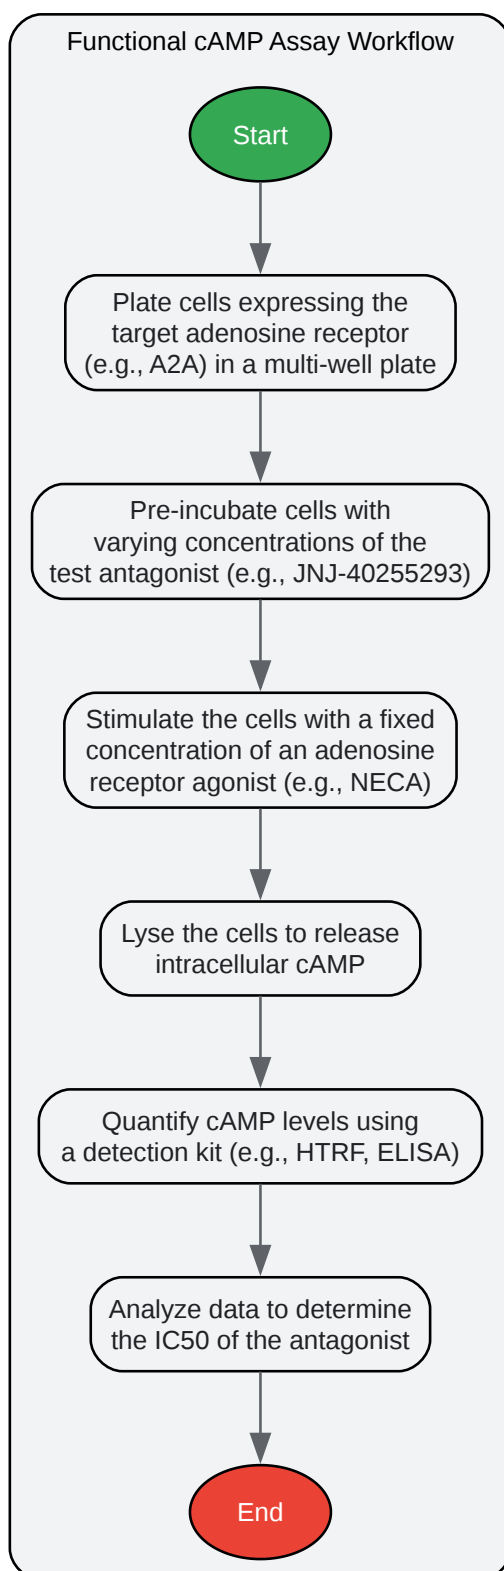 Functional cAMP Assay Workflow
Start
Plate cells expressing the
target adenosine receptor
(e.g., A2A) in a multi-well plate
Pre-incubate cells with
varying concentrations of the
test antagonist (e.g., JNJ-40255293)
Stimulate the cells with a fixed
concentration of an adenosine
receptor agonist (e.g., NECA)
Lyse the cells to release
intracellular cAMP
Quantify cAMP levels using
a detection kit (e.g., HTRF, ELISA)
Analyze data to determine
the IC50 of the antagonist
End